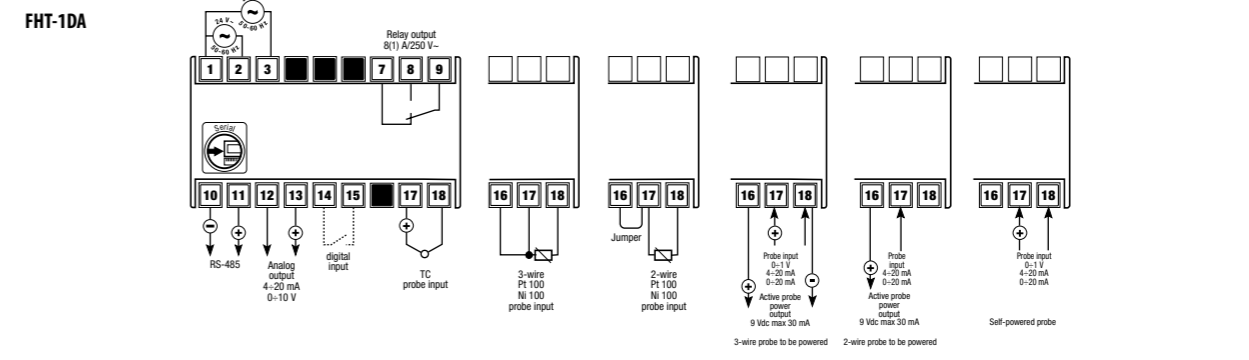 FHT-1DA
24 V~
50-60 Hz
50-60 Hz
Relay output
8(1) A/250 V~
1 2 3 7 8 9
Serial
10 11 12 13 14 15 17 18
16 17 18
16 17 18
16 17 18
16 17 18
16 17 18
RS-485
Analog
output
4÷20 mA
0÷10 V
digital
input
TC
probe input
3-wire
Pt 100
Ni 100
probe input
Jumper
2-wire
Pt 100
Ni 100
probe input
Probe input
0÷1 V
4÷20 mA
0÷20 mA
Active probe
power
output
9 Vdc max 30 mA
3-wire probe to be powered
Probe
input
4÷20 mA
0÷20 mA
Active probe
power
output
9 Vdc max 30 mA
2-wire probe to be powered
Probe input
0÷1 V
4÷20 mA
0÷20 mA
Self-powered probe